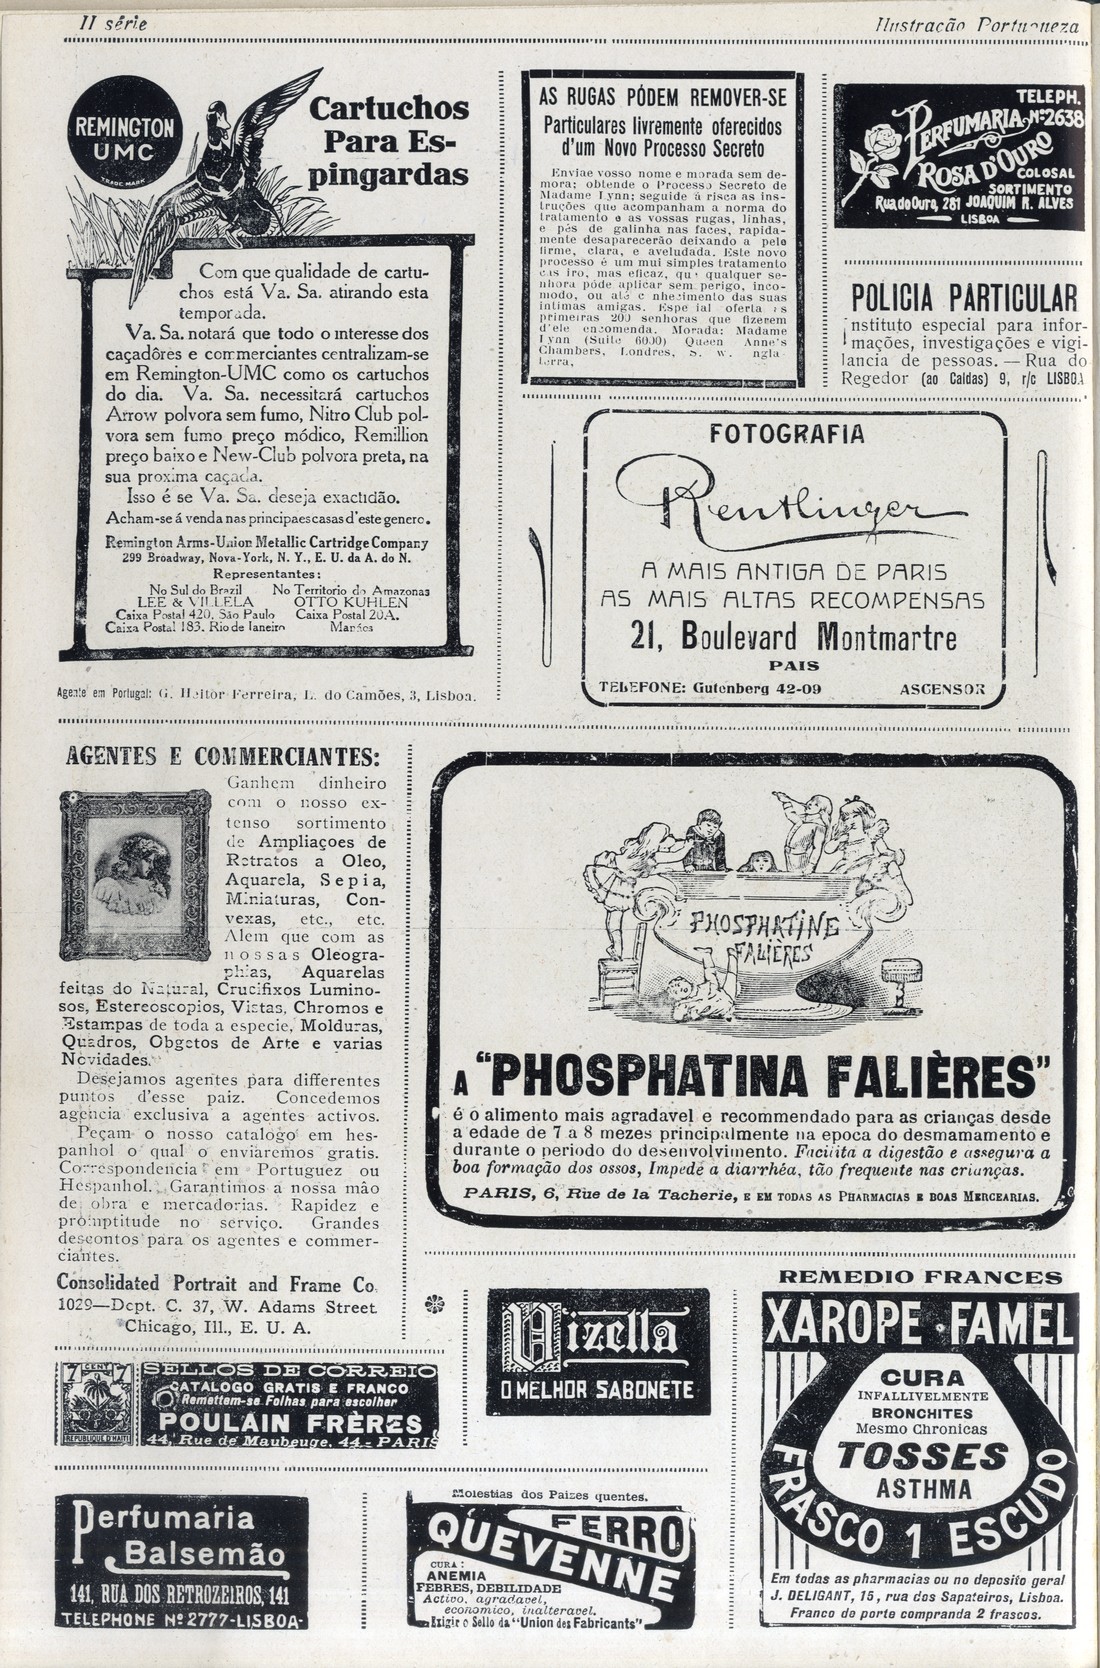 II série
Ilustração Portugueza
REMINGTON
UMC
TRADE MARK
Cartuchos
Para Es-
pingardas
Com que qualidade de cartu-
chos está Va. Sa. atirando esta
temporada.
Va. Sa. notará que todo o interesse dos
caçadôres e commerciantes centralizam-se
em Remington-UMC como os cartuchos
do dia. Va. Sa. necessitará cartuchos
Arrow polvora sem fumo, Nitro Club pol-
vora sem fumo preço módico, Remillion
preço baixo e New-Club polvora preta, na
sua proxima caçada.
Isso é se Va. Sa. deseja exactidão.
Acham-se á venda nas principaes casas d'este genero.
Remington Arms-Union Metallic Cartridge Company
299 Broadway, Nova-York, N. Y., E. U. da A. do N.
Representantes:
No Sul do Brazil
LEE & VILLELA
Caixa Postal 420, São Paulo
Caixa Postal 183, Rio de Janeiro
No Territorio do Amazonas
OTTO KUHLEN
Caixa Postal 20A.
Manáos
Agente em Portugal: G. Heitor Ferreira, L. do Camões, 3, Lisboa.
AS RUGAS PÓDEM REMOVER-SE
Particulares livremente oferecidos
d'um Novo Processo Secreto
Enviae vosso nome e morada sem de-
mora; obtende o Processo Secreto de
Madame Lynn; seguide á risca as ins-
truções que acompanham a norma do
tratamento e as vossas rugas, linhas,
e pés de galinha nas faces, rapida-
mente desaparecerão deixando a pele
firme, clara, e aveludada. Este novo
processo é um mui simples tratamento
caseiro, mas eficaz, que qualquer se-
nhora póde aplicar sem perigo, inco-
modo, ou até cnhecimento das suas
intimas amigas. Espe ial oferta ás
primeiras 200 senhoras que fizerem
d'ele encomenda. Morada: Madame
Lynn (Suite 6000) Queen Anne's
Chambers, Londres, S. W. ngla-
terra.
TELEPH.
Nº 2638
PERFUMARIA
ROSA D'OURO
COLOSAL
SORTIMENTO
Rua do Ouro, 281 JOAQUIM R. ALVES
LISBOA
POLICIA PARTICULAR
Instituto especial para infor-
mações, investigações e vigi-
lancia de pessoas. — Rua do
Regedor (ao Caldas) 9, r/c LISBOA
FOTOGRAFIA
Reutlinger
A MAIS ANTIGA DE PARIS
AS MAIS ALTAS RECOMPENSAS
21, Boulevard Montmartre
PAIS
TELEFONE: Gutenberg 42-09
ASCENSOR
AGENTES E COMMERCIANTES:
Ganhem dinheiro
com o nosso ex-
tenso sortimento
de Ampliaçoes de
Retratos a Oleo,
Aquarela, Sepia,
Miniaturas, Con-
vexas, etc., etc.
Alem que com as
nossas Oleogra-
phias, Aquarelas
feitas do Natural, Crucifixos Lumino-
sos, Estereoscopios, Vistas, Chromos e
Estampas de toda a especie, Molduras,
Quadros, Obgetos de Arte e varias
Novidades.
Desejamos agentes para differentes
puntos d'esse paiz. Concedemos
agencia exclusiva a agentes activos.
Peçam o nosso catalogo em hes-
panhol o qual o enviaremos gratis.
Correspondencia em Portuguez ou
Hespanhol. Garantimos a nossa mâo
de obra e mercadorias. Rapidez e
promptitude no serviço. Grandes
descontos para os agentes e commer-
ciantes.
Consolidated Portrait and Frame Co.
1029—Dept. C. 37, W. Adams Street
Chicago, Ill., E. U. A.
PHOSPHATINE
FALIÈRES
A "PHOSPHATINA FALIÈRES"
é o alimento mais agradavel e recommendado para as crianças desde
a edade de 7 a 8 mezes principalmente na epoca do desmamamento e
durante o periodo do desenvolvimento. Facilita a digestão e assegura a
boa formação dos ossos, Impede a diarrhéa, tão frequente nas crianças.
PARIS, 6, Rue de la Tacherie, E EM TODAS AS PHARMACIAS E BOAS MERCEARIAS.
7 CENT 7
REPUBLIQUE D'HAITI
SELLOS DE CORREIO
CATALOGO GRATIS E FRANCO
Remettem-se Folhas para escolher
POULAIN FRÈRES
44, Rue de Maubeuge, 44 - PARIS
Nizella
O MELHOR SABONETE
REMEDIO FRANCES
XAROPE FAMEL
CURA
INFALLIVELMENTE
BRONCHITES
Mesmo Chronicas
TOSSES
ASTHMA
FRASCO 1 ESCUDO
Em todas as pharmacias ou no deposito geral
J. DELIGANT, 15, rua dos Sapateiros, Lisboa.
Franco de porte comprando 2 frascos.
Perfumaria
Balsemão
141, RUA DOS RETROZEIROS, 141
TELEPHONE Nº 2777-LISBOA-
Molestias dos Paizes quentes.
FERRO
QUEVENNE
CURA:
ANEMIA
FEBRES, DEBILIDADE
Activo, agradavel,
economico, inalteravel.
Exigir o Sello da "Union des Fabricants"